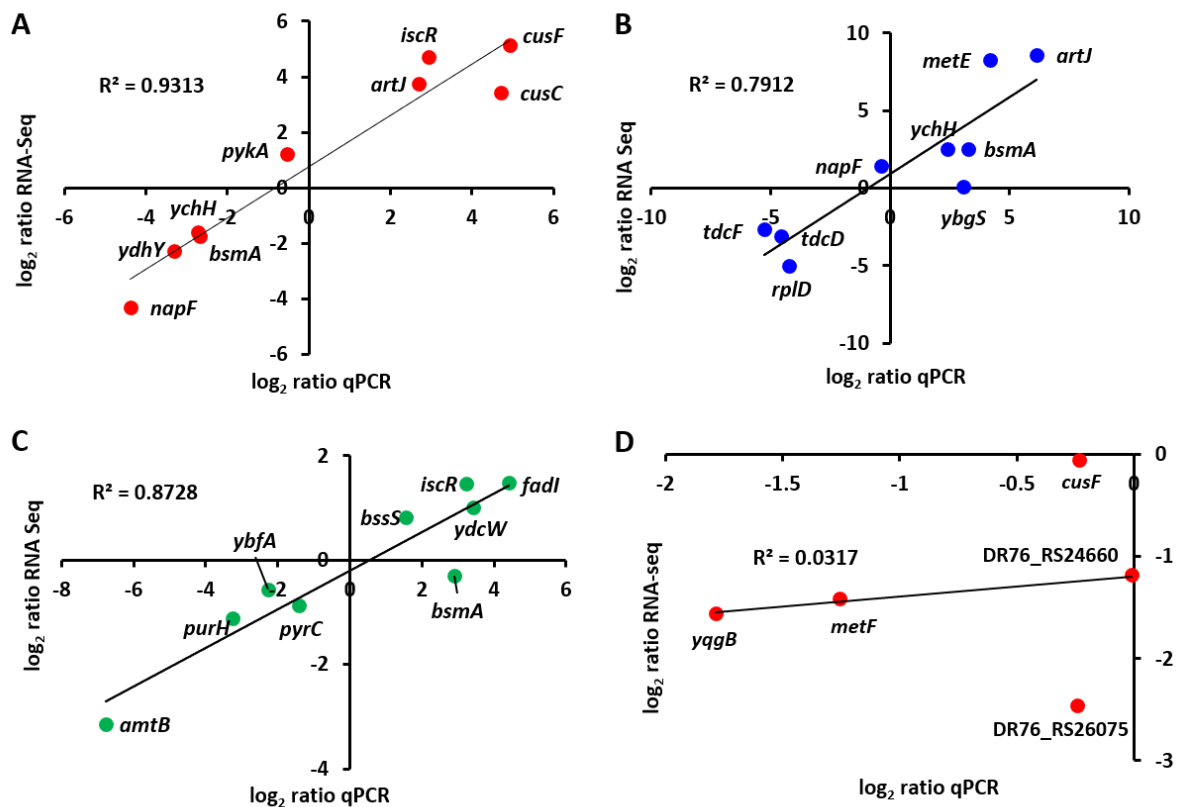 A
R² = 0.9313
log₂ ratio RNA-Seq
6
4
2
0
-2
-4
-6
-6
-4
-2
0
2
4
6
iscR
cusF
artJ
cusC
pykA
ychH
ydhY
bsmA
napF
log₂ ratio qPCR
B
R² = 0.7912
log₂ ratio RNA Seq
10
5
0
-5
-10
-10
-5
0
5
10
metE
artJ
ychH
bsmA
napF
ybgS
tdcF
tdcD
rplD
log₂ ratio qPCR
C
R² = 0.8728
log₂ ratio RNA Seq
2
0
-2
-4
-8
-6
-4
-2
0
2
4
6
iscR
fadI
bssS
ydcW
ybfA
bsmA
purH
pyrC
amtB
log₂ ratio qPCR
D
R² = 0.0317
log₂ ratio RNA-seq
-2
-1.5
-1
-0.5
0
0
-1
-2
-3
cusF
DR76_RS24660
metF
yqgB
DR76_RS26075
log₂ ratio qPCR